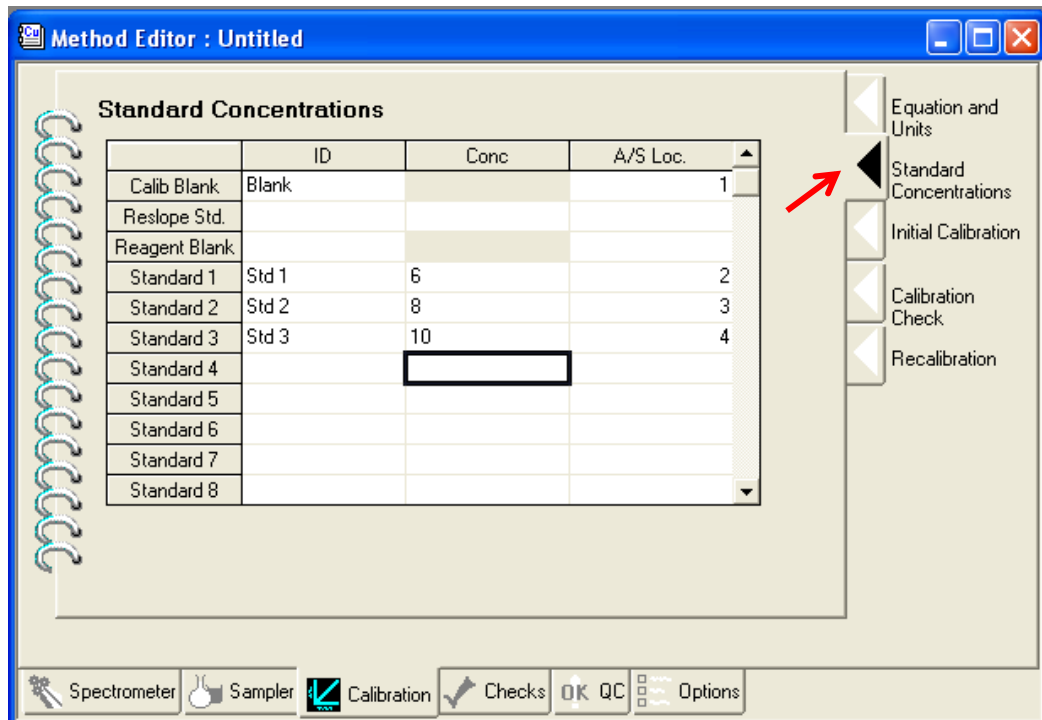 Cu Method Editor : Untitled
Standard Concentrations
ID Conc A/S Loc.
Calib Blank Blank 1
Reslope Std.
Reagent Blank
Standard 1 Std 1 6 2
Standard 2 Std 2 8 3
Standard 3 Std 3 10 4
Standard 4
Standard 5
Standard 6
Standard 7
Standard 8
Equation and
Units
Standard
Concentrations
Initial Calibration
Calibration
Check
Recalibration
Spectrometer Sampler Calibration Checks OK QC Options